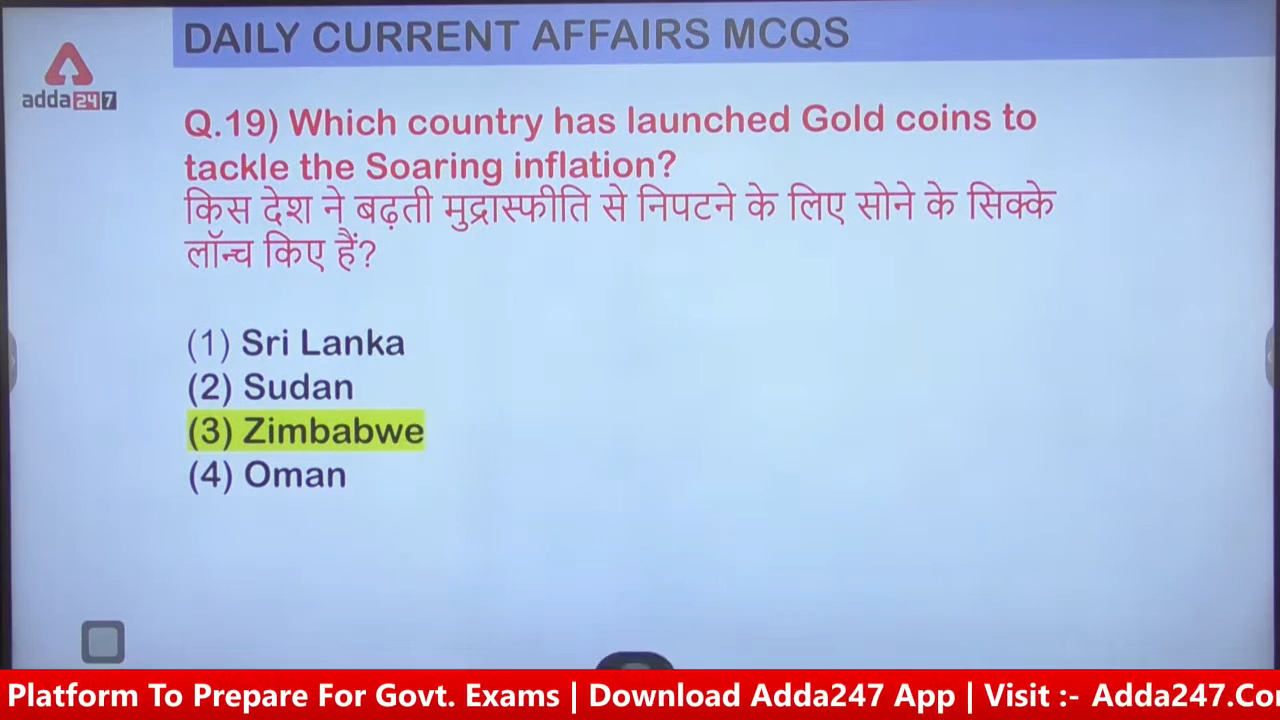 DAILY CURRENT AFFAIRS MCQS
adda247
Q.19) Which country has launched Gold coins to
tackle the Soaring inflation?
किस देश ने बढ़ती मुद्रास्फीति से निपटने के लिए सोने के सिक्के
लॉन्च किए हैं?
(1) Sri Lanka
(2) Sudan
(3) Zimbabwe
(4) Oman
Platform To Prepare For Govt. Exams | Download Adda247 App | Visit :- Adda247.Co